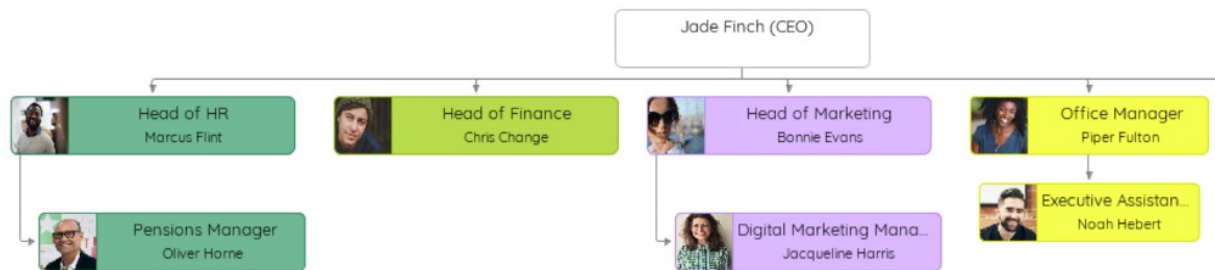 Jade Finch (CEO)
Head of HR
Marcus Flint
Head of Finance
Chris Change
Head of Marketing
Bonnie Evans
Office Manager
Piper Fulton
Executive Assistan...
Noah Hebert
Pensions Manager
Oliver Horne
Digital Marketing Mana...
Jacqueline Harris